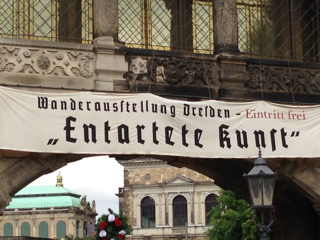 Wanderausstellung Dresden - Eintritt frei
„Entartete Kunst“